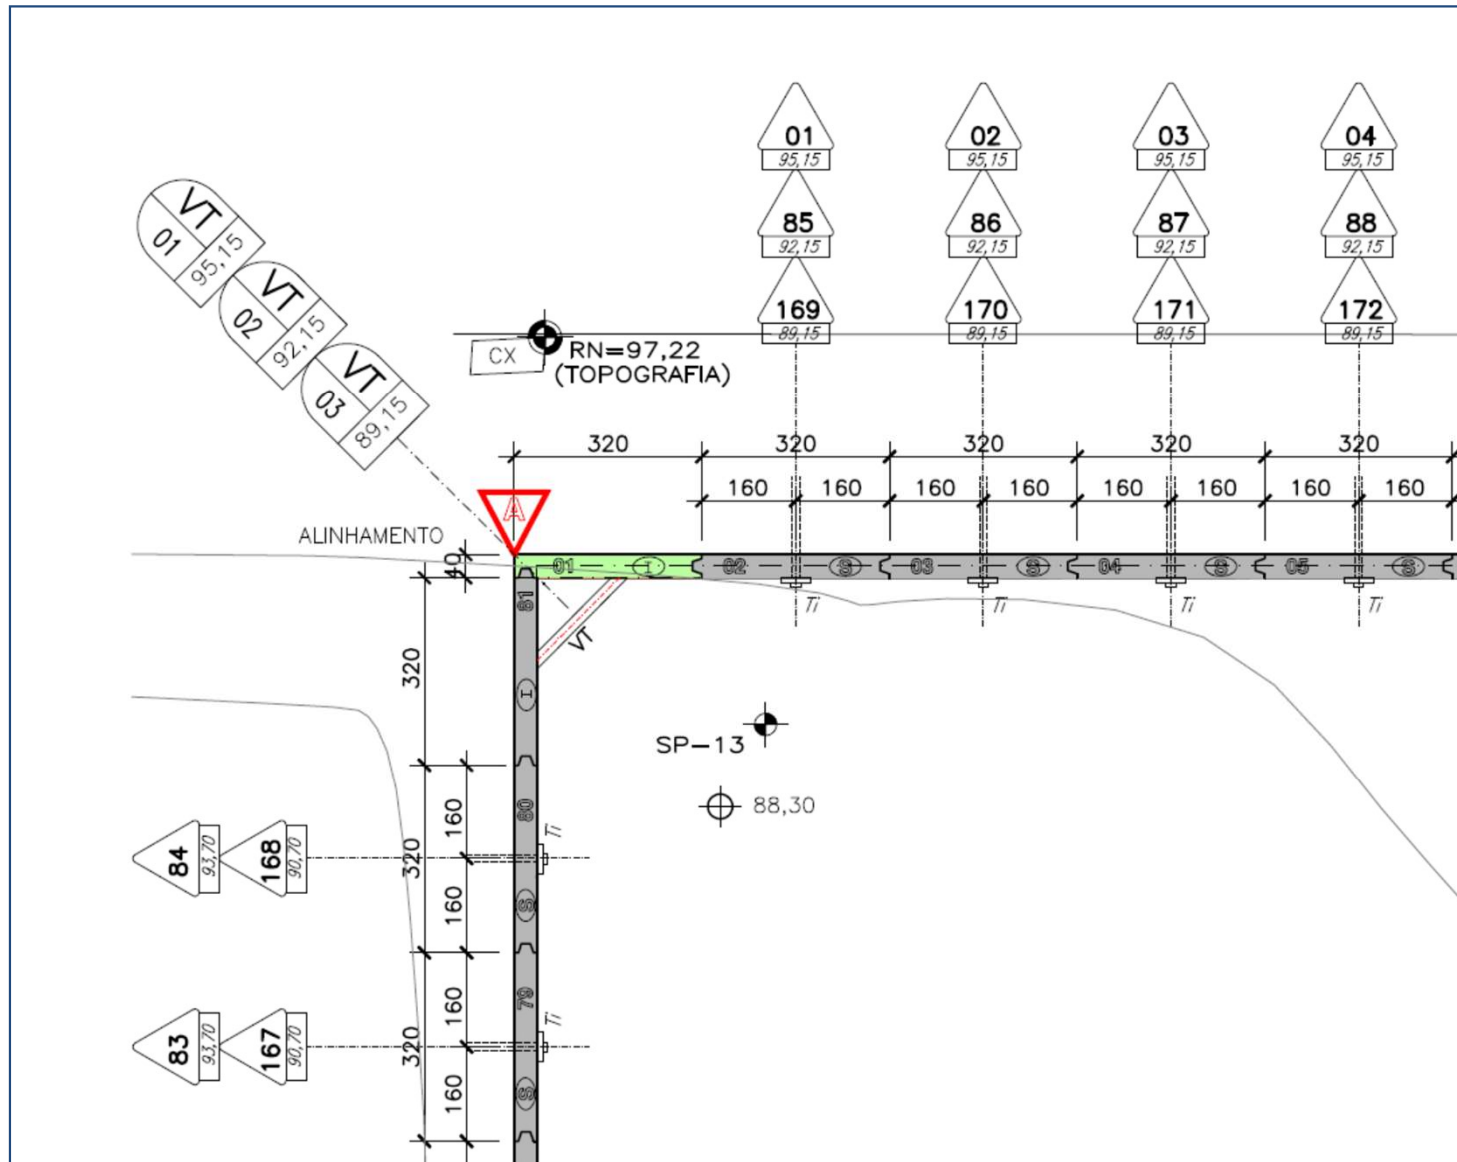 01 02 03 04
95,15 95,15 95,15 95,15
85 86 87 88
92,15 92,15 92,15 92,15
169 170 171 172
89,15 89,15 89,15 89,15
VT
01
95,15
VT
02
92,15
VT
03
89,15
CX
RN=97,22
(TOPOGRAFIA)
320 320 320 320 320
160 160 160 160 160 160 160 160
A
ALINHAMENTO
40
01 I 02 S 03 S 04 S 05 S
Ti Ti Ti Ti
81
VT
320
I
SP-13
88,30
80
Ti
160
84 93,70 168 90,70
320
160
S
79
Ti
160
83 93,70 167 90,70
320
160
S